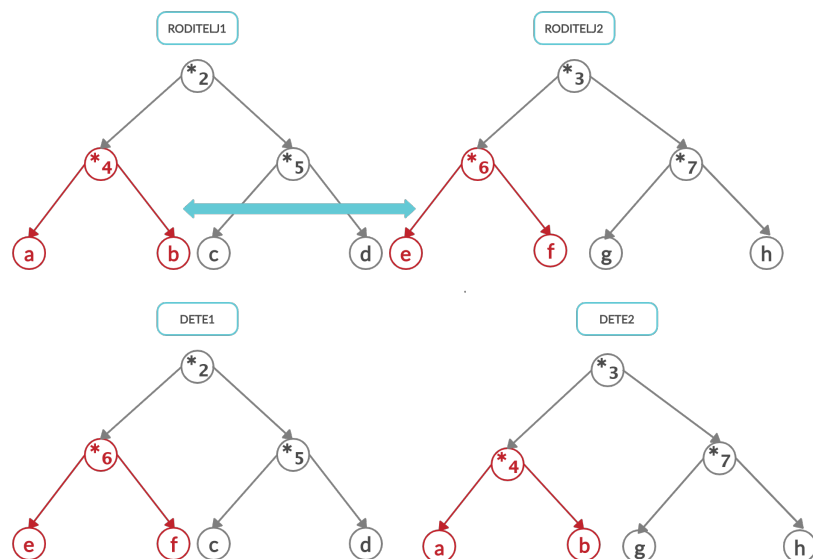 RODITELJ1 RODITELJ2
*2 *3
*4 *5 *6 *7
a b c d e f g h
DETE1 DETE2
*2 *3
*6 *5 *4 *7
e f c d a b g h